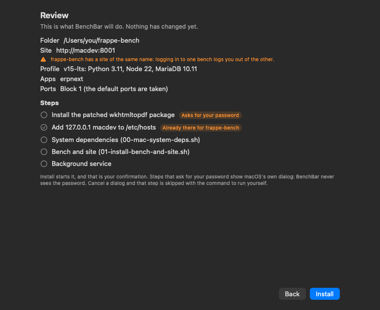 Review
This is what BenchBar will do. Nothing has changed yet.
Folder /Users/you/frappe-bench
Site http://macdev:8001
frappe-bench has a site of the same name: logging in to one bench logs you out of the other.
Profile v15-lts: Python 3.11, Node 22, MariaDB 10.11
Apps erpnext
Ports Block 1 (the default ports are taken)
Steps
Install the patched wkhtmltopdf package Asks for your password
Add 127.0.0.1 macdev to /etc/hosts Already there for frappe-bench
System dependencies (00-mac-system-deps.sh)
Bench and site (01-install-bench-and-site.sh)
Background service
Install starts it, and that is your confirmation. Steps that ask for your password show macOS's own dialog: BenchBar never
sees the password. Cancel a dialog and that step is skipped with the command to run yourself.
Back Install